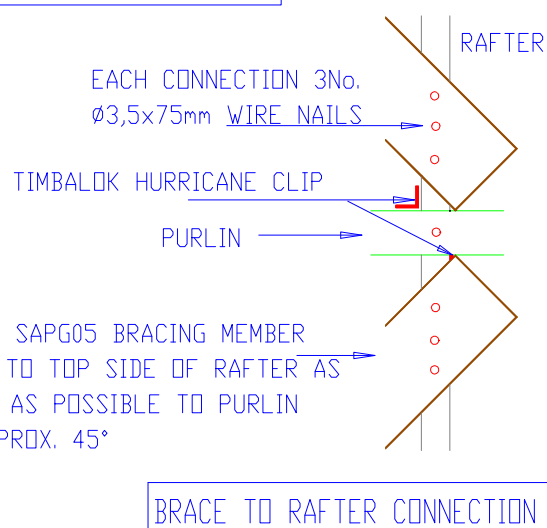 RAFTER
EACH CONNECTION 3No.
Ø3,5x75mm WIRE NAILS
TIMBALOK HURRICANE CLIP
PURLIN
SAPG05 BRACING MEMBER
TO TOP SIDE OF RAFTER AS
AS POSSIBLE TO PURLIN
PROX. 45°
BRACE TO RAFTER CONNECTION